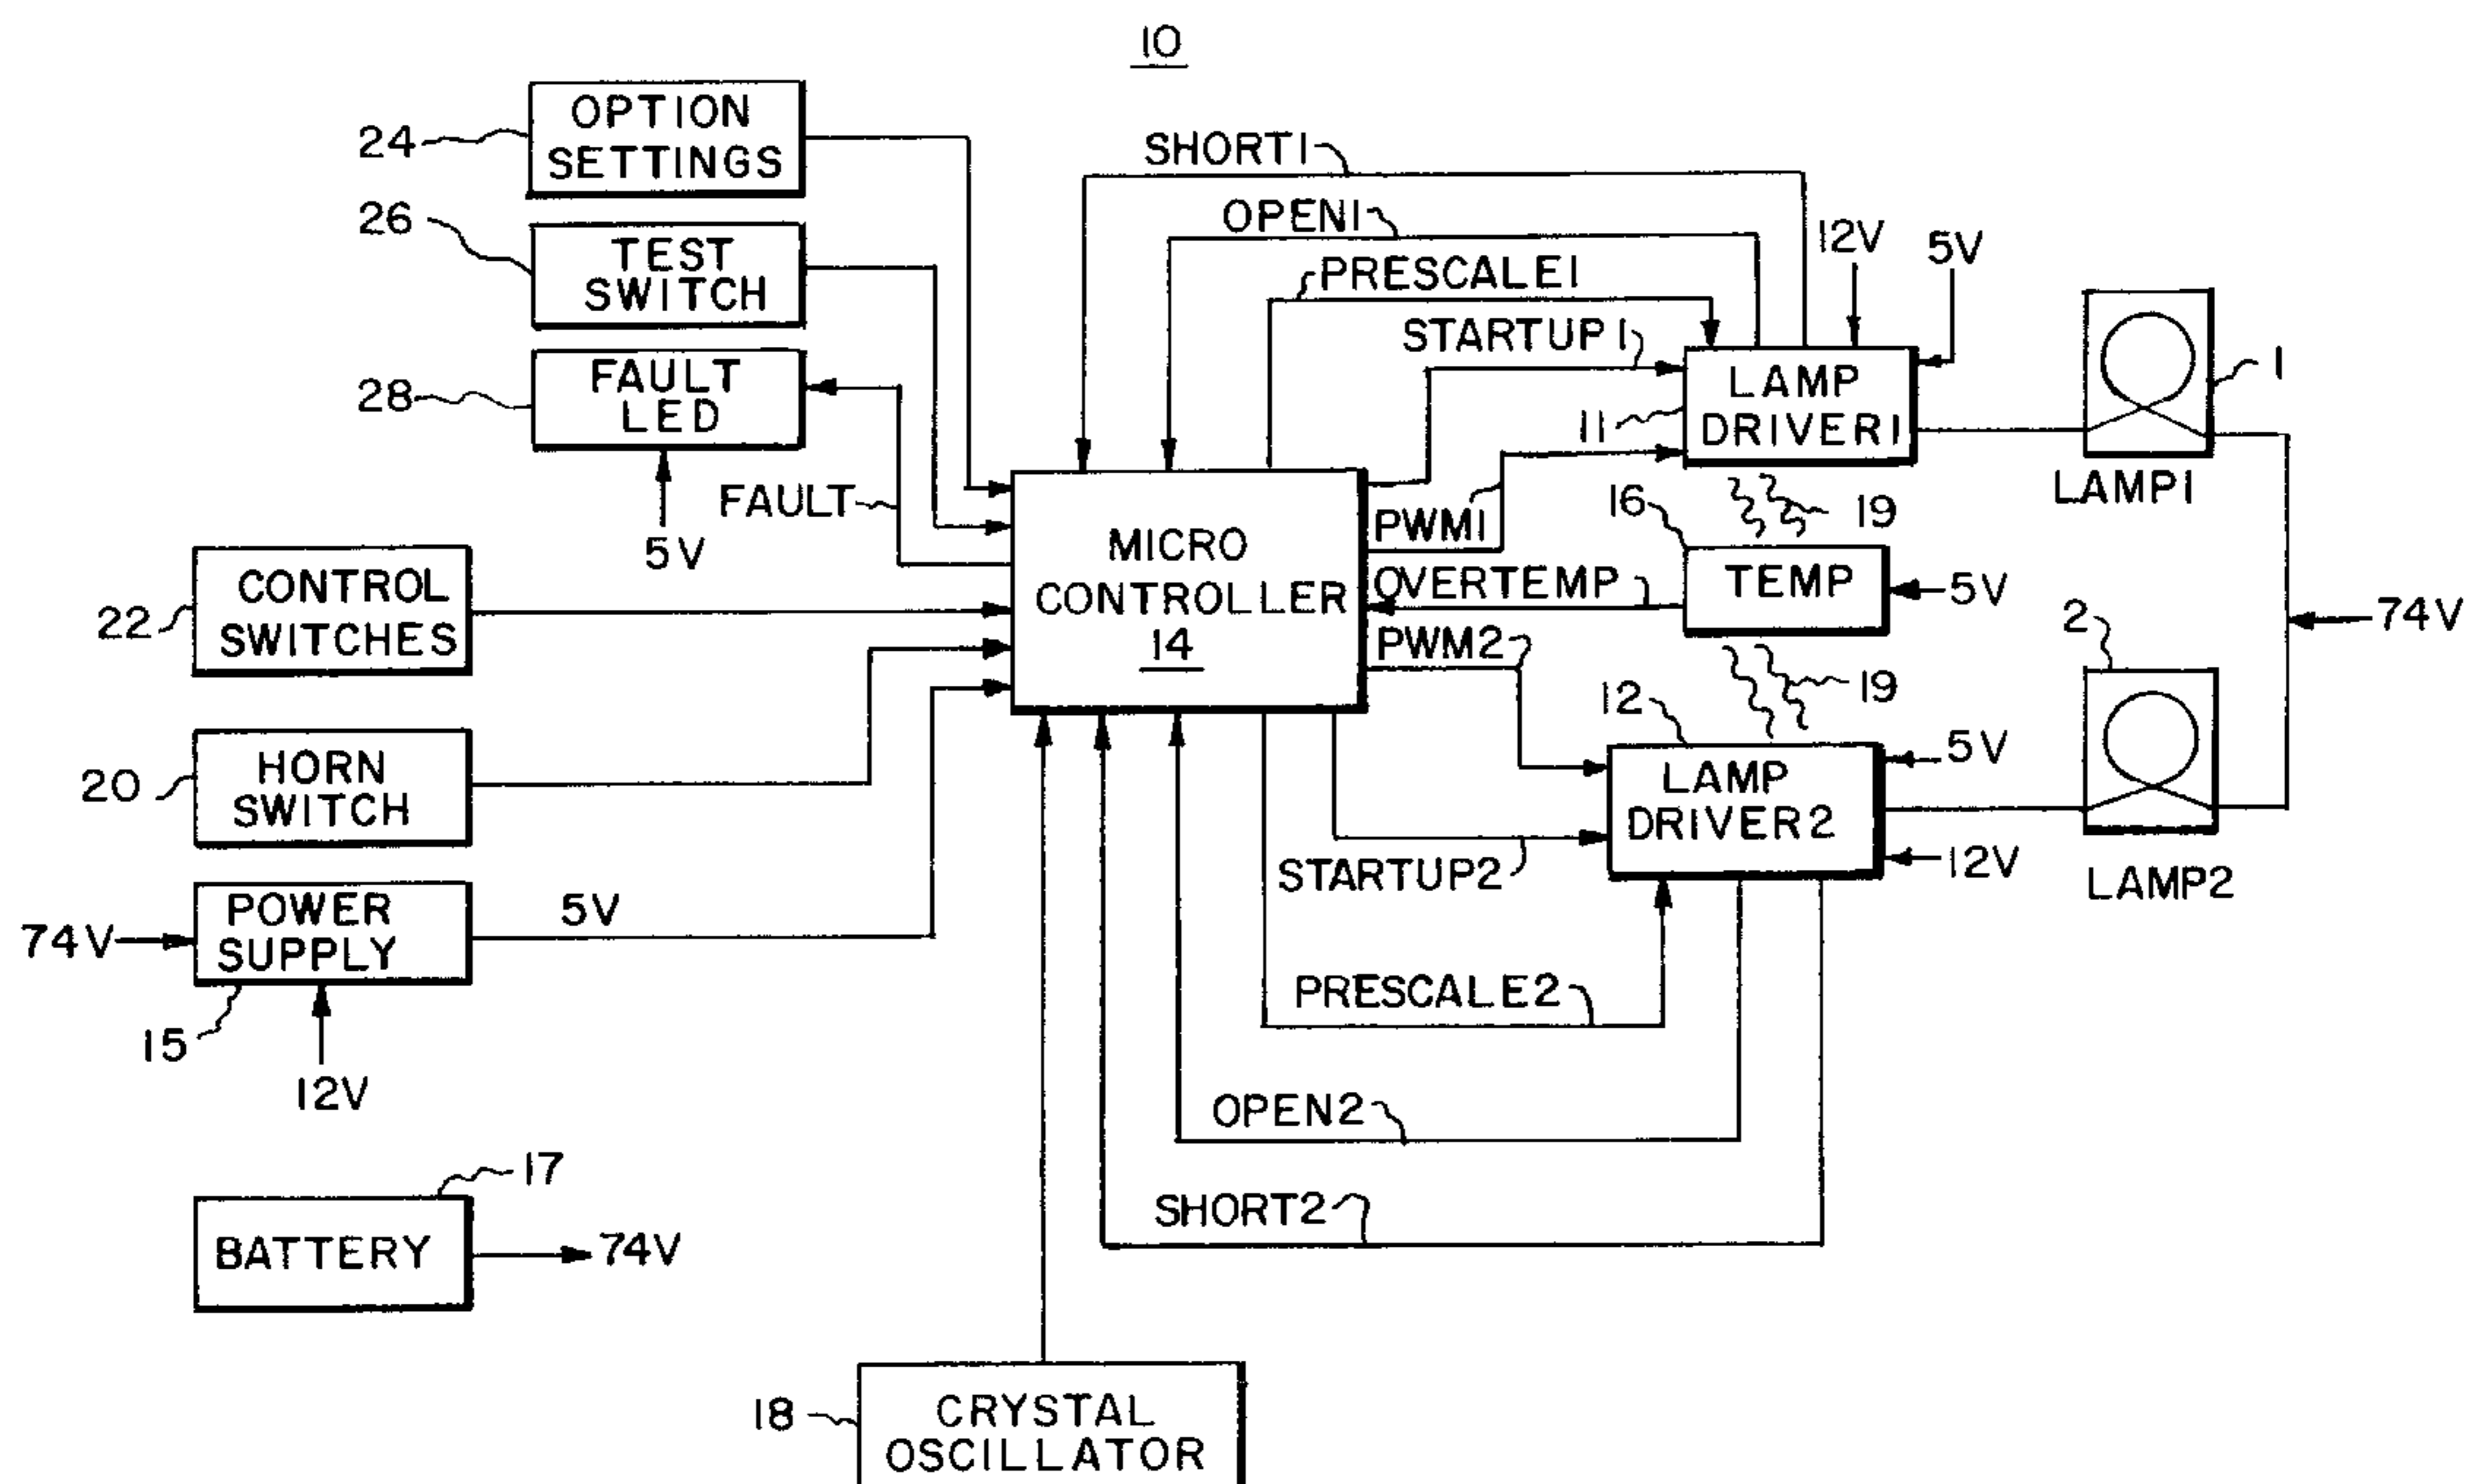 10
OPTION
SETTINGS
24
SHORT1
26
OPEN1
12V
5V
TEST
SWITCH
PRESCALE1
STARTUP1
FAULT
LED
28
LAMP
DRIVER1
11
1
LAMP1
FAULT
5V
PWM1
16
19
MICRO
CONTROLLER
14
CONTROL
SWITCHES
22
OVERTEMP
TEMP
5V
74V
2
PWM2
19
12
HORN
SWITCH
20
LAMP
DRIVER2
5V
12V
STARTUP2
LAMP2
POWER
SUPPLY
74V
5V
15
12V
PRESCALE2
OPEN2
17
SHORT2
BATTERY
74V
18
CRYSTAL
OSCILLATOR